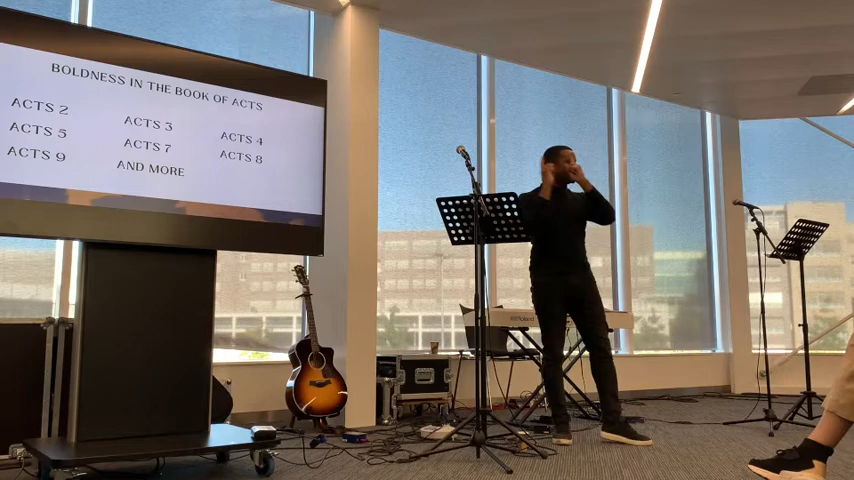 BOLDNESS IN THE BOOK OF ACTS
ACTS 2
ACTS 3
ACTS 4
ACTS 5
ACTS 7
ACTS 8
ACTS 9
AND MORE
Roland